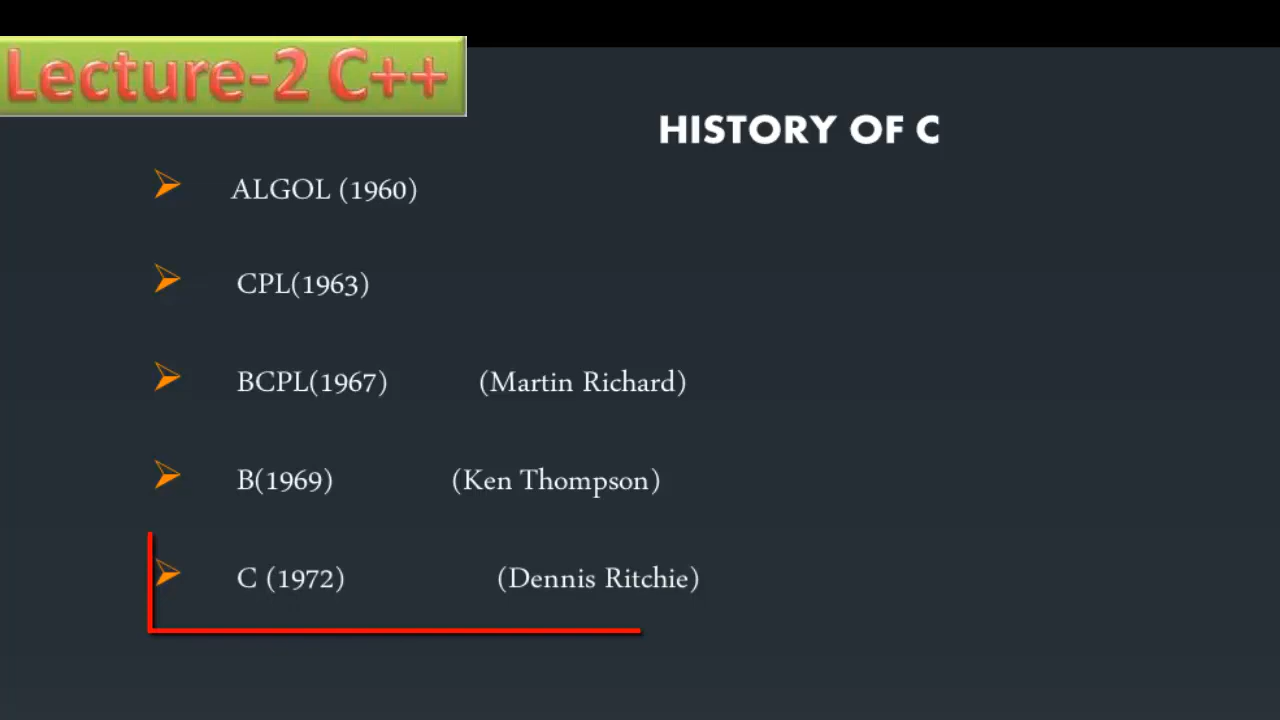 Lecture-2 C++
HISTORY OF C
ALGOL (1960)
CPL(1963)
BCPL(1967) (Martin Richard)
B(1969) (Ken Thompson)
C (1972) (Dennis Ritchie)